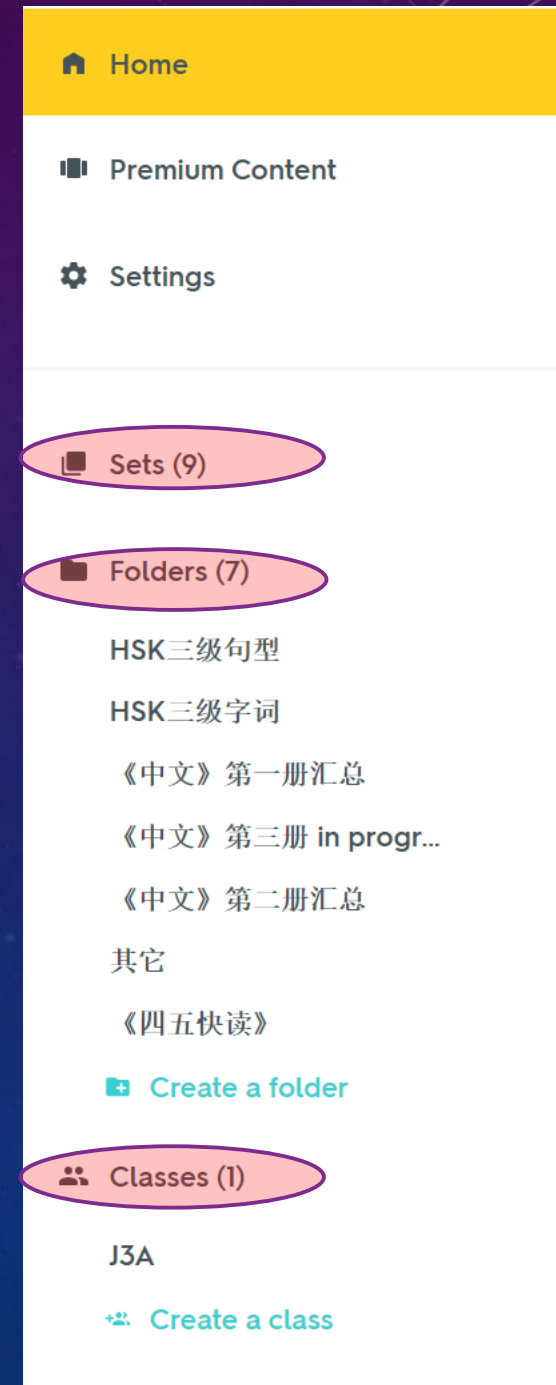 Home
Premium Content
Settings
Sets (9)
Folders (7)
HSK三级句型
HSK三级字词
《中文》第一册汇总
《中文》第三册 in progr...
《中文》第二册汇总
其它
《四五快读》
Create a folder
Classes (1)
J3A
Create a class